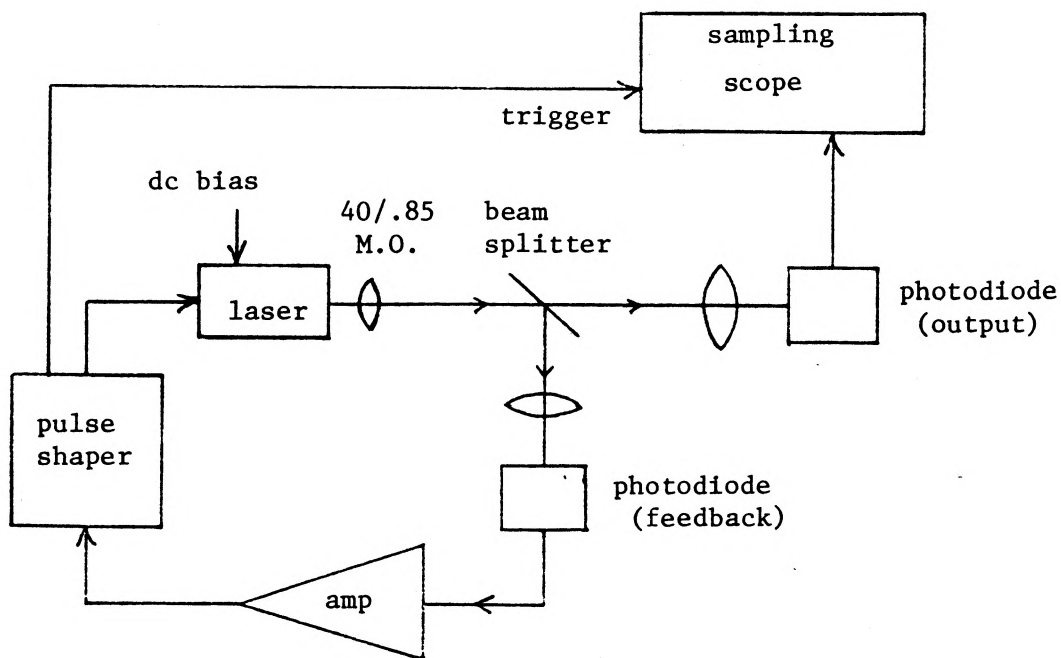 sampling
scope
trigger
dc bias
40/.85
M.O.
beam
splitter
laser
photodiode
(output)
pulse
shaper
photodiode
(feedback)
amp